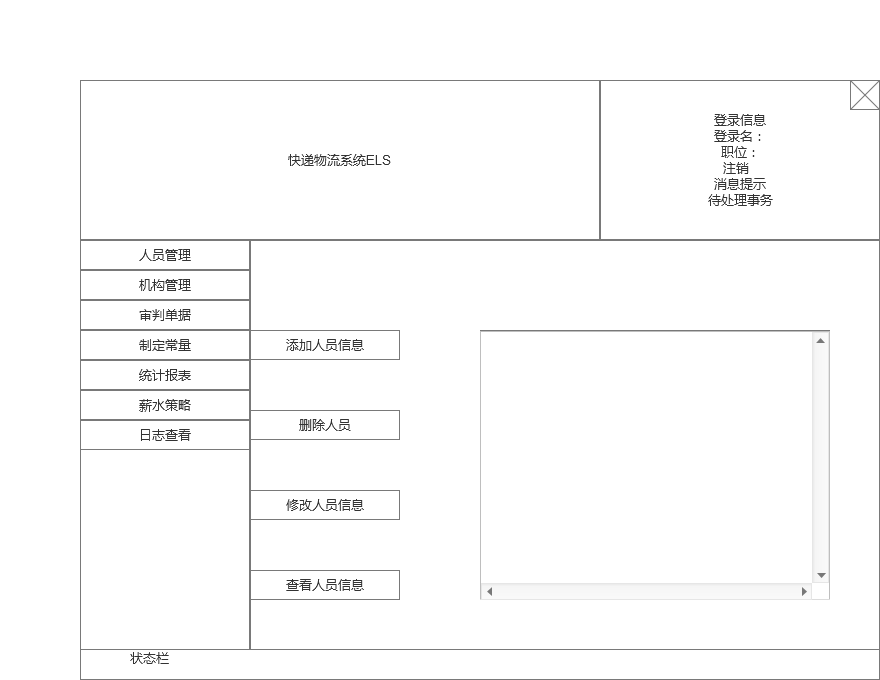 快递物流系统ELS
登录信息
登录名：
职位：
注销
消息提示
待处理事务
人员管理
机构管理
审判单据
制定常量
统计报表
薪水策略
日志查看
添加人员信息
删除人员
修改人员信息
查看人员信息
状态栏